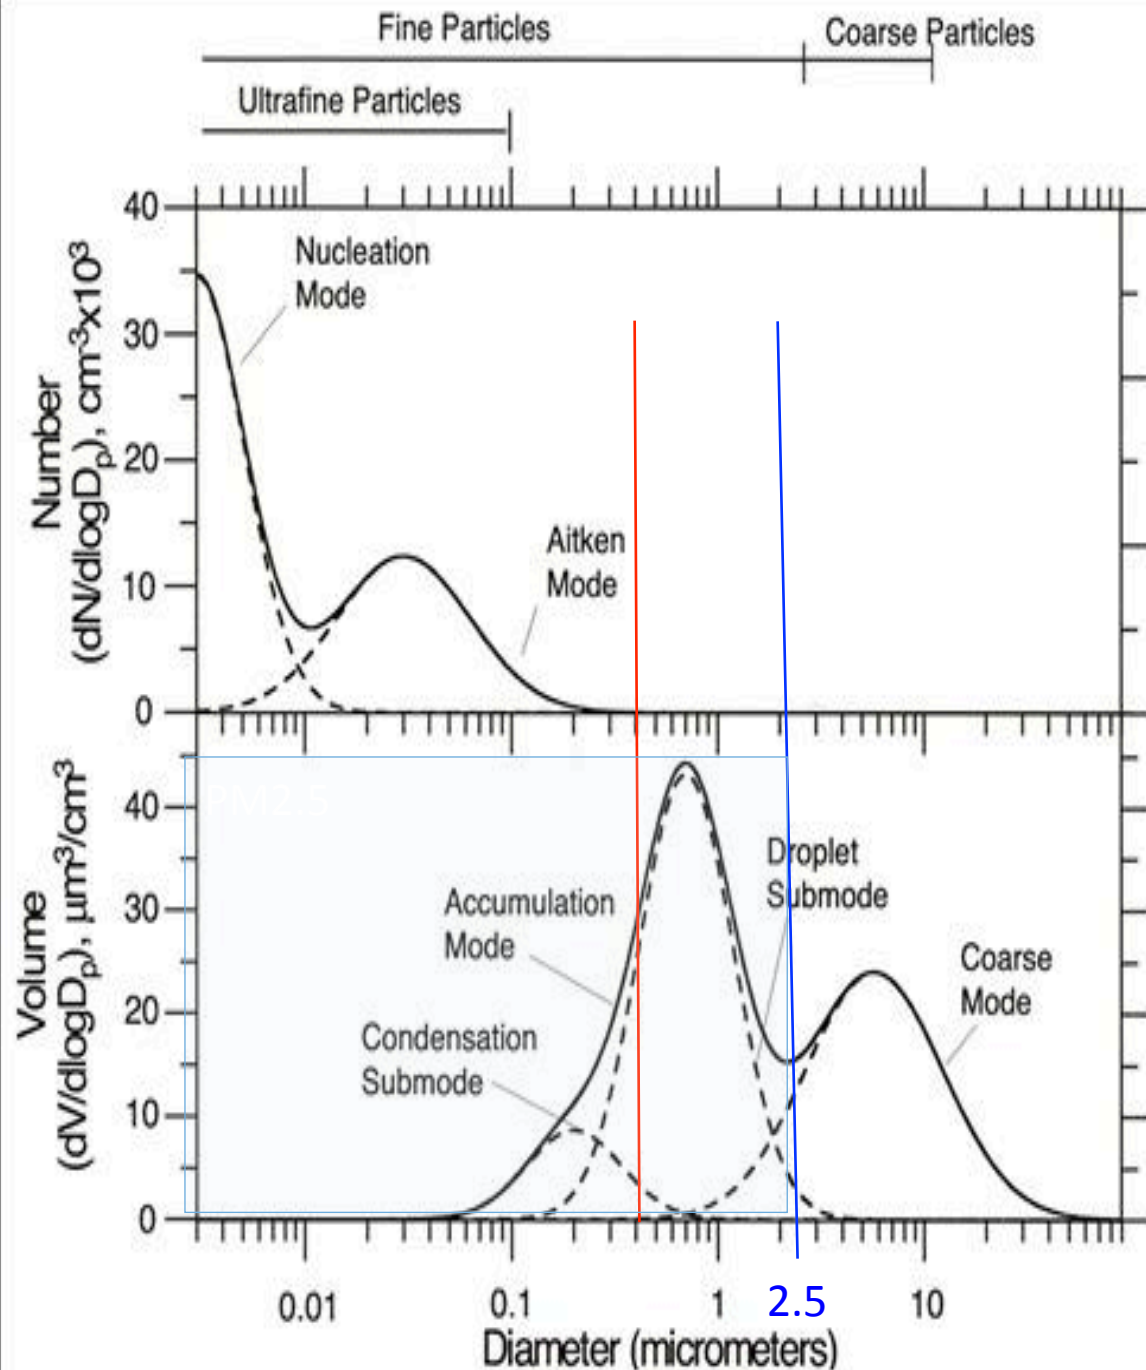 Fine Particles
Coarse Particles
Ultrafine Particles
40
30
20
10
0
Number
(dN/dlogDp), cm-3x103
Nucleation
Mode
Aitken
Mode
PM2.5
40
30
20
10
0
Volume
(dV/dlogDp), μm3/cm3
Accumulation
Mode
Condensation
Submode
Droplet
Submode
Coarse
Mode
0.01
0.1
1
2.5
10
Diameter (micrometers)